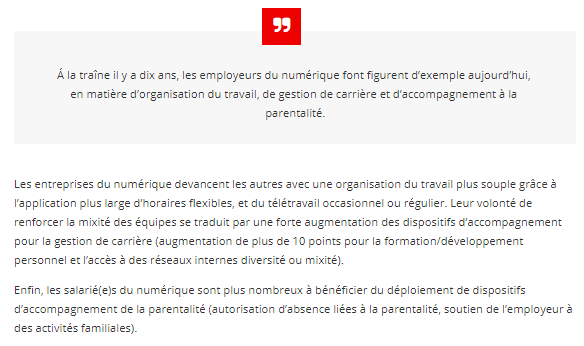 Á la traîne il y a dix ans, les employeurs du numérique font figurent d’exemple aujourd’hui,
en matière d’organisation du travail, de gestion de carrière et d’accompagnement à la
parentalité.
Les entreprises du numérique devancent les autres avec une organisation du travail plus souple grâce à
l’application plus large d’horaires flexibles, et du télétravail occasionnel ou régulier. Leur volonté de
renforcer la mixité des équipes se traduit par une forte augmentation des dispositifs d’accompagnement
pour la gestion de carrière (augmentation de plus de 10 points pour la formation/développement
personnel et l’accès à des réseaux internes diversité ou mixité).
Enfin, les salarié(e)s du numérique sont plus nombreux à bénéficier du déploiement de dispositifs
d’accompagnement de la parentalité (autorisation d’absence liées à la parentalité, soutien de l’employeur à
des activités familiales).